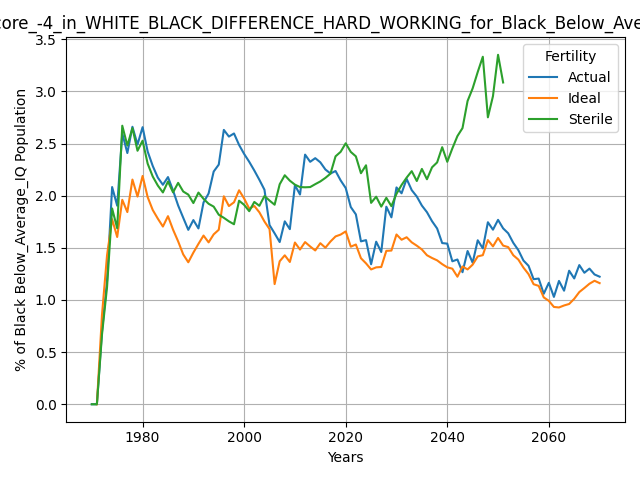 core_-4_in_WHITE_BLACK_DIFFERENCE_HARD_WORKING_for_Black_Below_Ave
3.5
3.0
2.5
2.0
1.5
1.0
0.5
0.0
% of Black Below_Average_IQ Population
Fertility
Actual
Ideal
Sterile
1980
2000
2020
2040
2060
Years